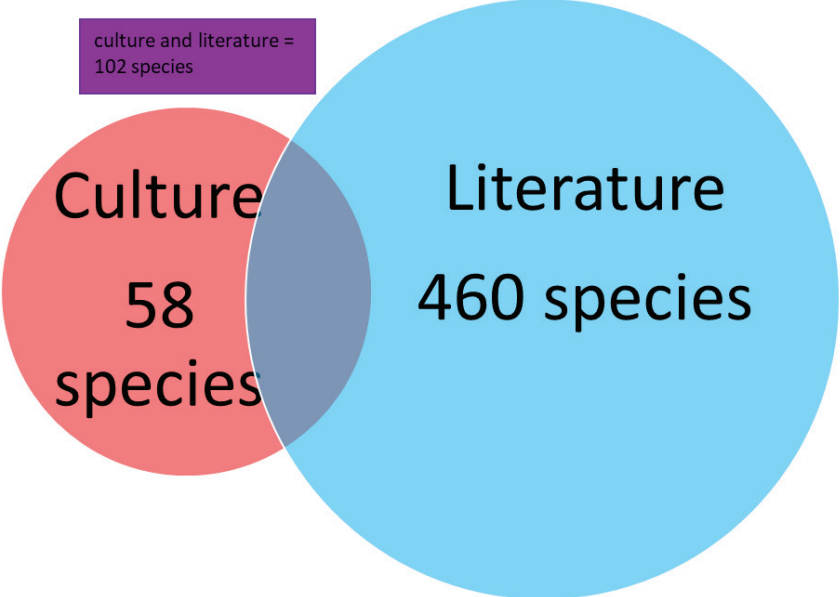 culture and literature =
102 species
Culture
58
species
Literature
460 species